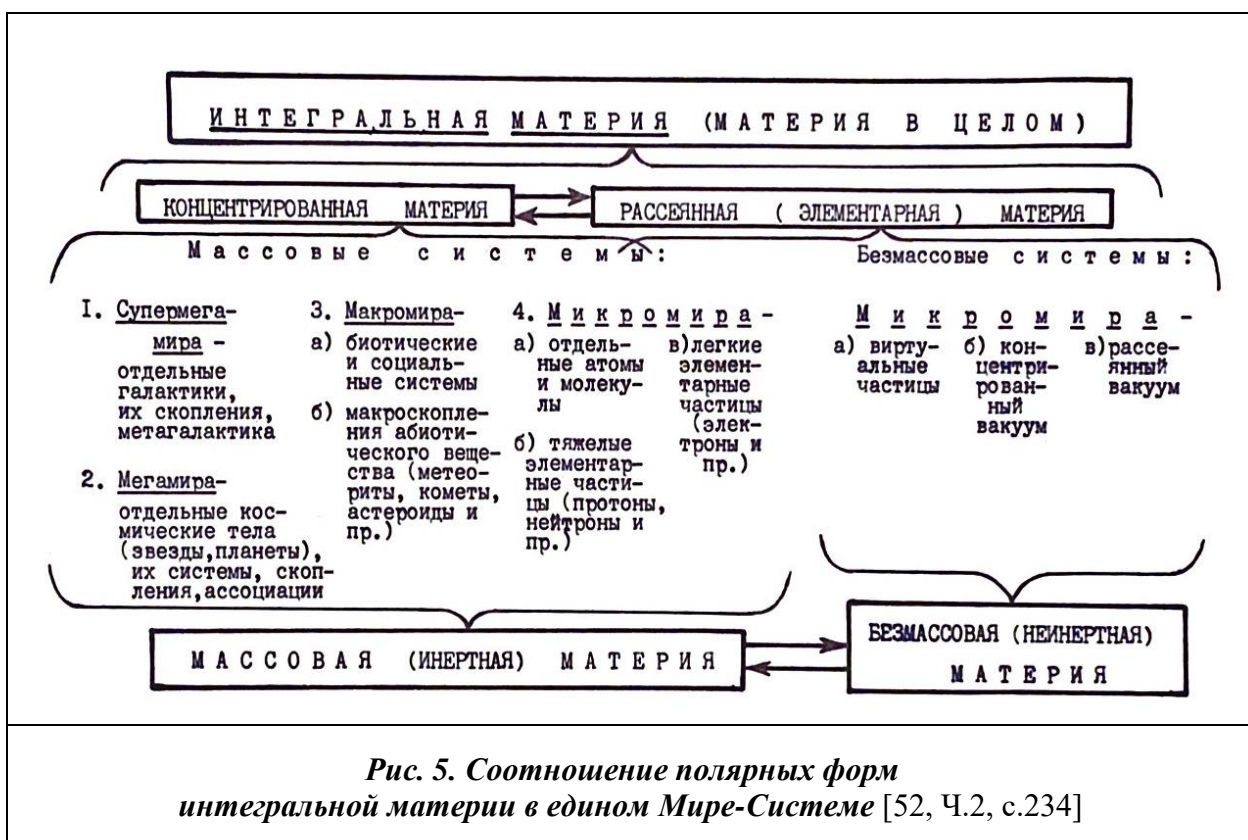 ИНТЕГРАЛЬНАЯ МАТЕРИЯ (МАТЕРИЯ В ЦЕЛОМ)
КОНЦЕНТРИРОВАННАЯ МАТЕРИЯ
РАССЕЯННАЯ (ЭЛЕМЕНТАРНАЯ) МАТЕРИЯ
Массовые системы:
Безмассовые системы:
1. Супермега-
мира -
отдельные
галактики,
их скопления,
метагалактика
2. Мегамира-
отдельные кос-
мические тела
(звезды,планеты),
их системы, скоп-
ления,ассоциации
3. Макромира-
а) биотические
и социаль-
ные системы
б) макроскопле-
ния абиоти-
ческого веще-
ства (метео-
риты, кометы,
астероиды и
пр.)
4. Микромира-
а) отдель-
ные атомы
и молеку-
лы
б) тяжелые
элементар-
ные части-
цы (протоны,
нейтроны и
пр.)
в)легкие
элемен-
тарные
частицы
(элек-
троны и
пр.)
Микромира-
а) вирту-
альные
частицы
б) кон-
центри-
рован-
ный
вакуум
в)рассе-
янный
вакуум
МАССОВАЯ (ИНЕРТНАЯ) МАТЕРИЯ
БЕЗМАССОВАЯ (НЕИНЕРТНАЯ)
МАТЕРИЯ
Рис. 5. Соотношение полярных форм
интегральной материи в едином Мире-Системе [52, Ч.2, с.234]